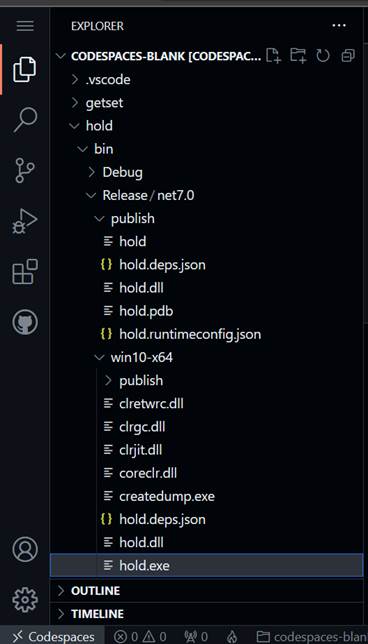 EXPLORER
CODESPACES-BLANK [CODESPAC...
.vscode
getset
hold
bin
Debug
Release / net7.0
publish
hold
{} hold.deps.json
hold.dll
hold.pdb
{} hold.runtimeconfig.json
win10-x64
publish
clretwrc.dll
clrgc.dll
clrjit.dll
coreclr.dll
createdump.exe
{} hold.deps.json
hold.dll
hold.exe
OUTLINE
TIMELINE
Codespaces 0 0 0 codespaces-blan